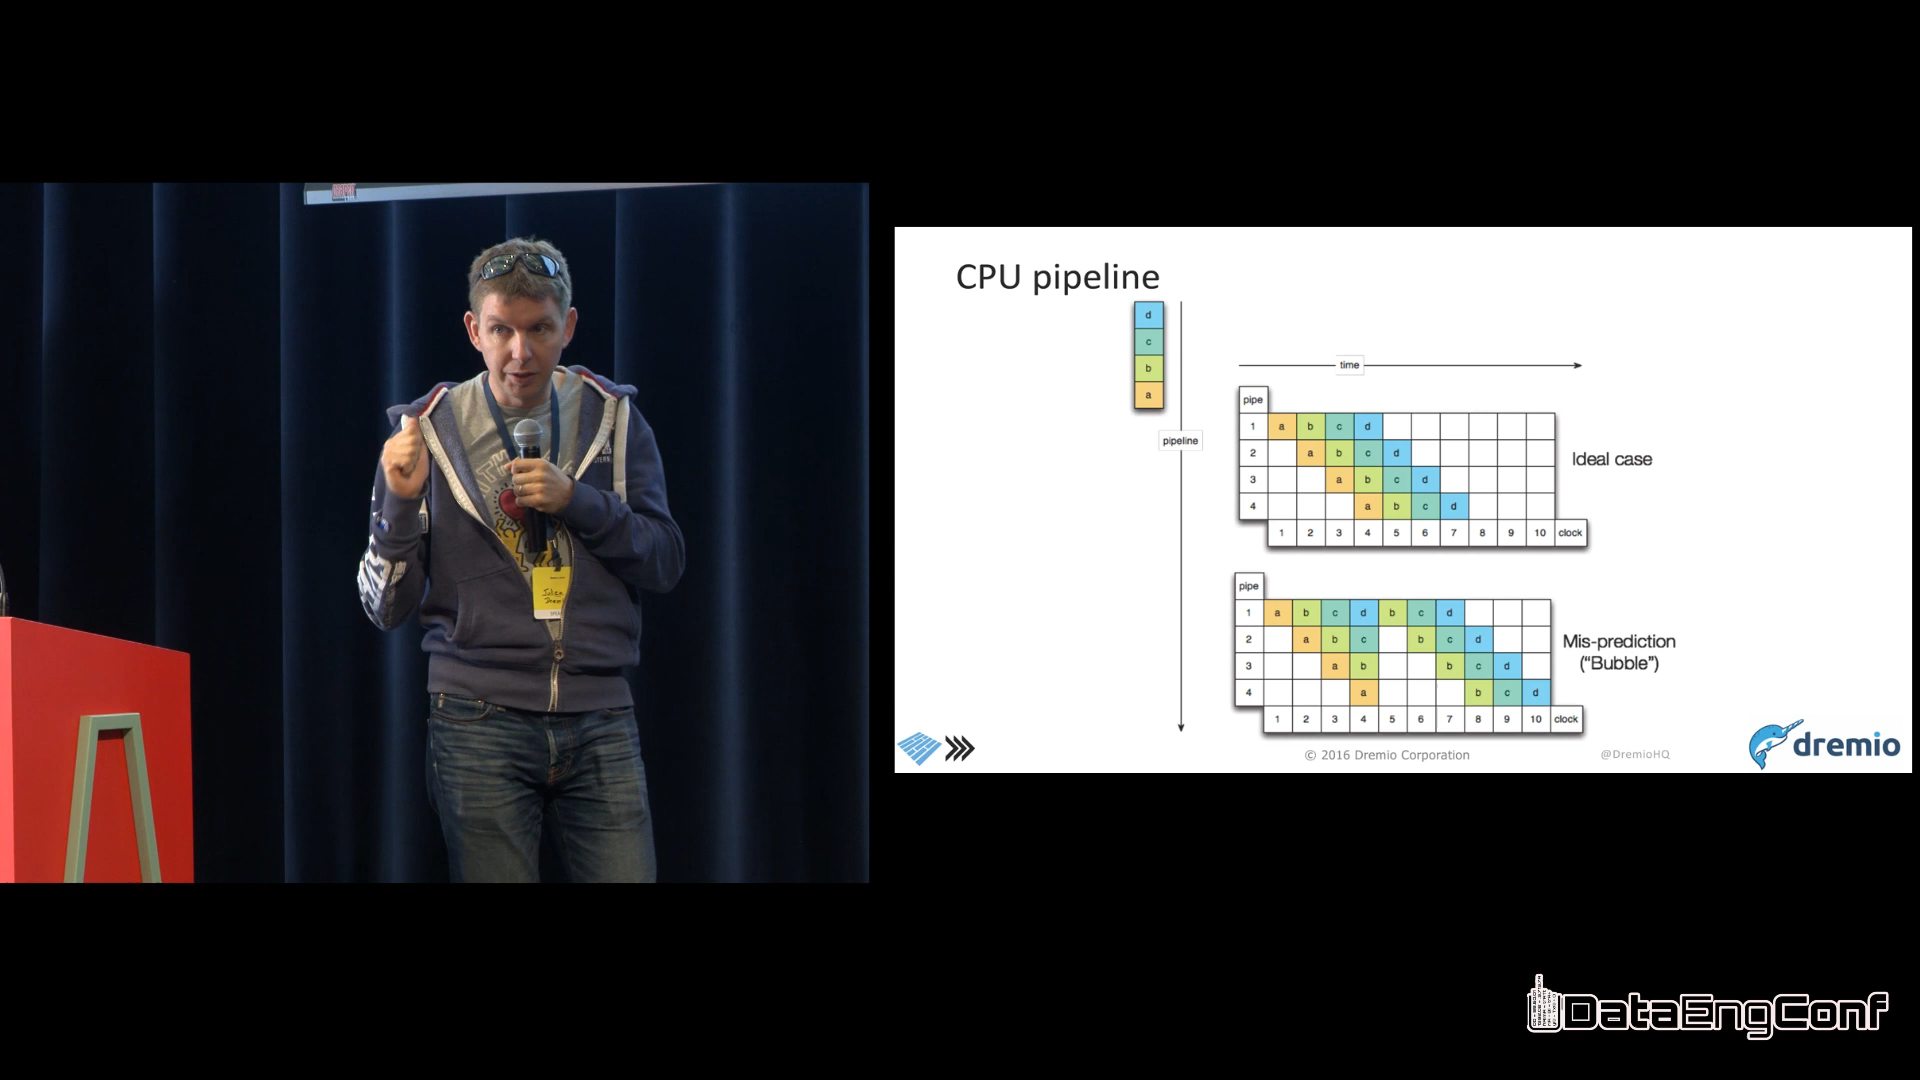 CPU pipeline
d
c
b
a
pipeline
time
pipe
1 a b c d
2 a b c d
3 a b c d
4 a b c d
1 2 3 4 5 6 7 8 9 10 clock
Ideal case
pipe
1 a b c d b c d
2 a b c b c d
3 a b b c d
4 a b c d
1 2 3 4 5 6 7 8 9 10 clock
Mis-prediction
("Bubble")
© 2016 Dremio Corporation
@DremioHQ
dremio
DataEngConf